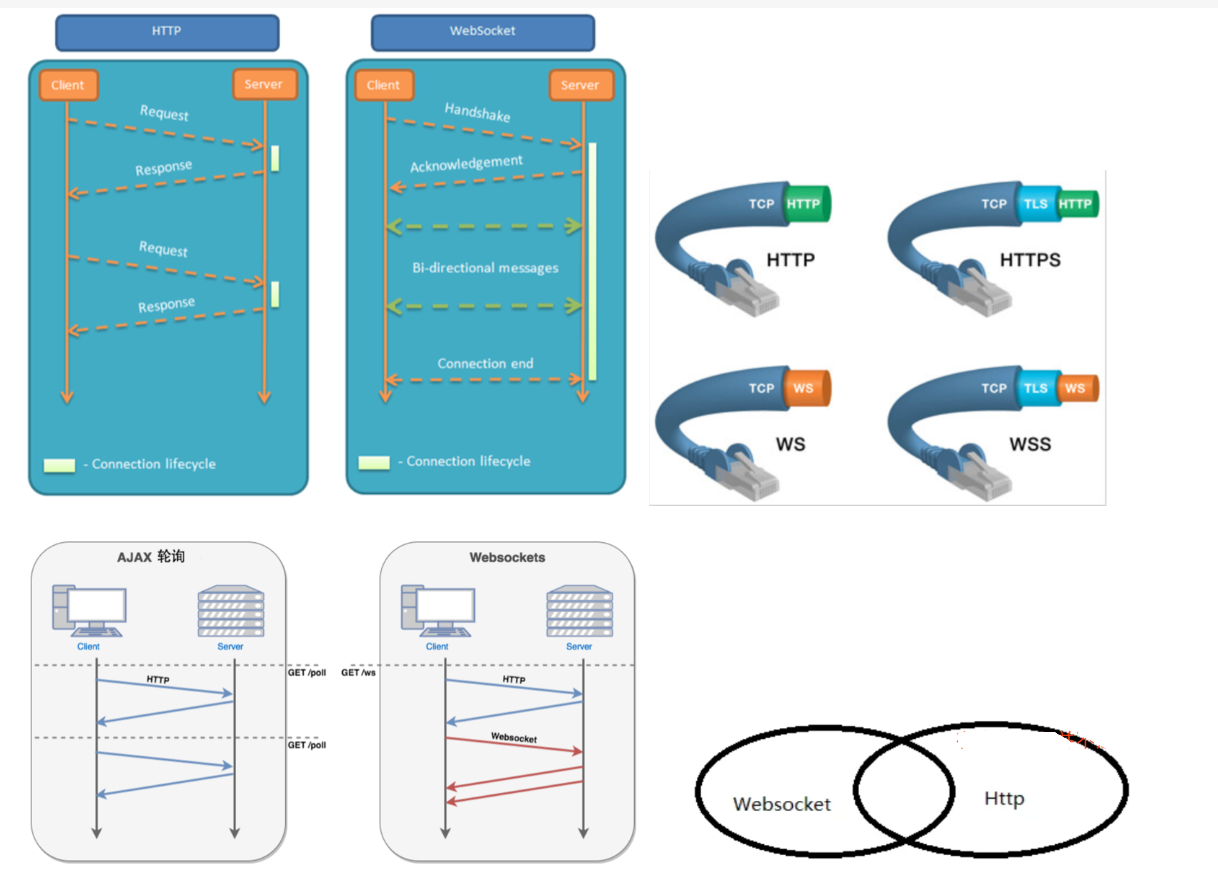 HTTP
WebSocket
Client
Server
Request
Response
Request
Response
- Connection lifecycle
Client
Server
Handshake
Acknowledgement
Bi-directional messages
Connection end
- Connection lifecycle
TCP HTTP
HTTP
TCP TLS HTTP
HTTPS
TCP WS
WS
TCP TLS WS
WSS
AJAX 轮询
Client
Server
GET /poll
HTTP
GET /poll
Websockets
Client
Server
GET /ws
HTTP
Websocket
Websocket
Http